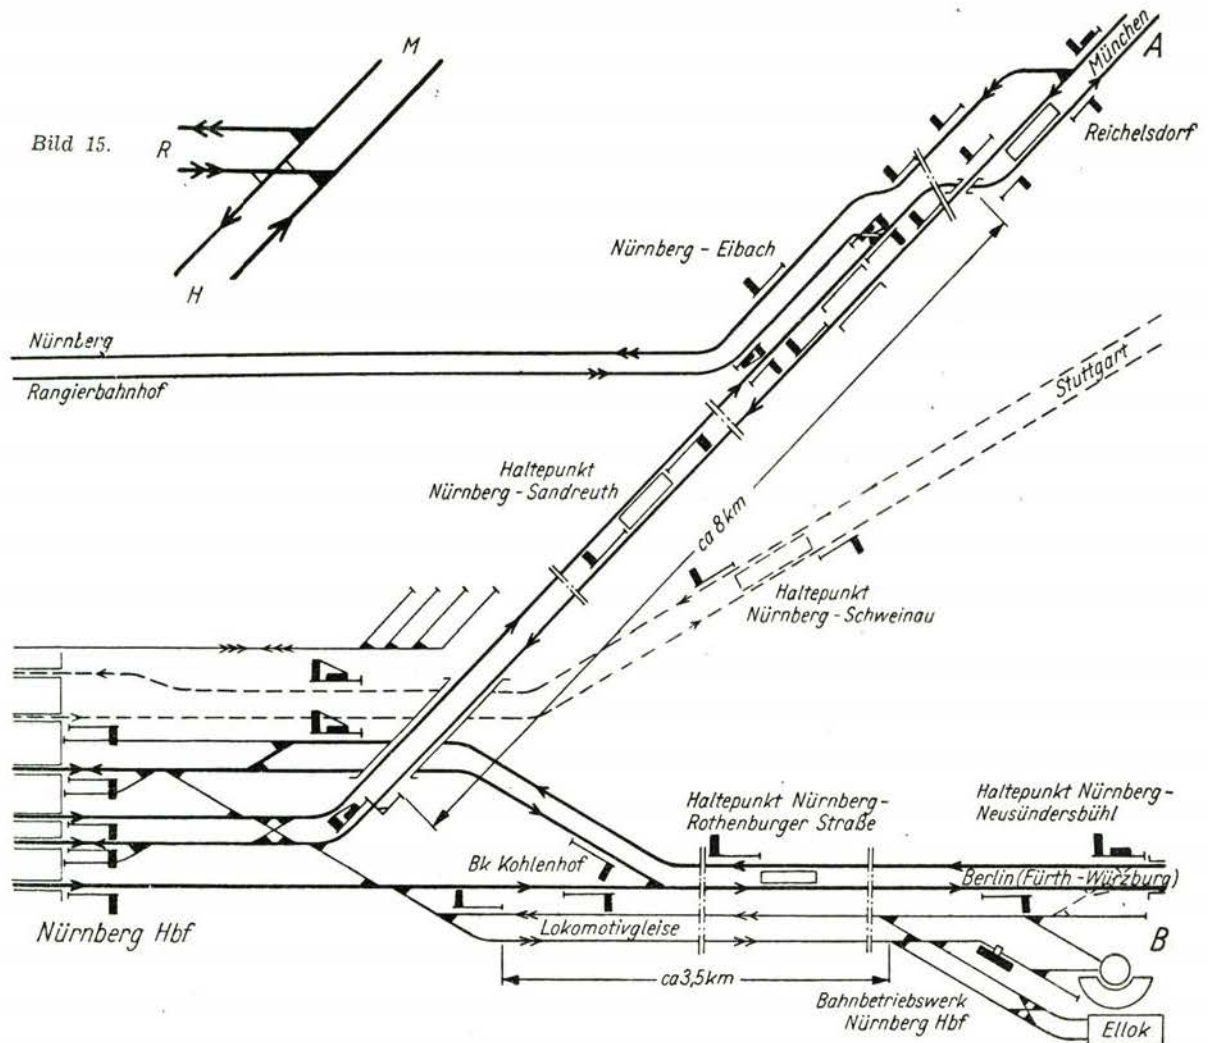 M
Bild 15.
R
H
München
A
Reichelsdorf
Nürnberg - Eibach
Nürnberg
Rangierbahnhof
Stuttgart
Haltepunkt
Nürnberg - Sandreuth
ca 8 km
Haltepunkt
Nürnberg - Schweinau
Haltepunkt Nürnberg-
Rothenburger Straße
Haltepunkt Nürnberg-
Neusündersbühl
Bk Kohlenhof
Berlin (Fürth - Würzburg)
Nürnberg Hbf
Lokomotivgleise
B
ca 3,5 km
Bahnbetriebswerk
Nürnberg Hbf
Ellok